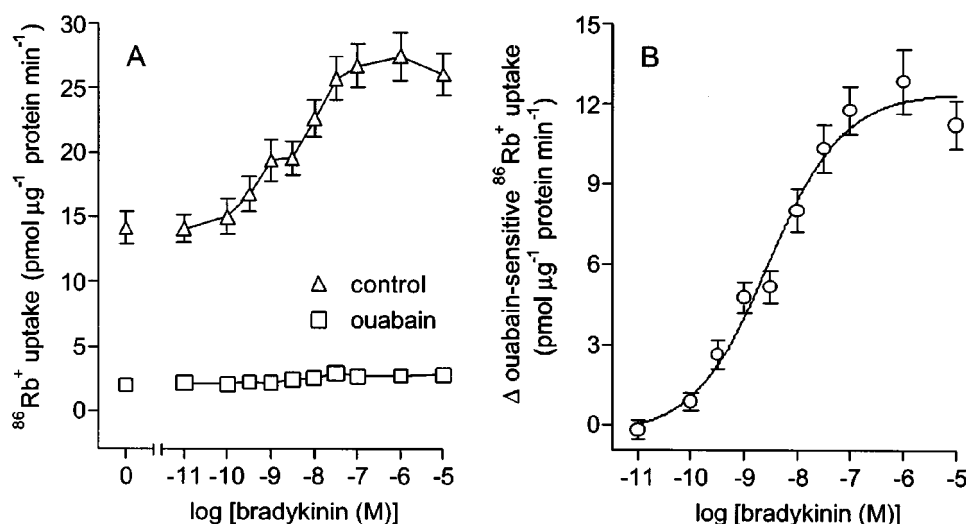 A
⁸⁶Rb⁺ uptake (pmol μg⁻¹ protein min⁻¹)
30
25
20
15
10
5
0
control
ouabain
0 -11 -10 -9 -8 -7 -6 -5
log [bradykinin (M)]
B
Δ ouabain-sensitive ⁸⁶Rb⁺ uptake
(pmol μg⁻¹ protein min⁻¹)
15
12
9
6
3
0
-11 -10 -9 -8 -7 -6 -5
log [bradykinin (M)]